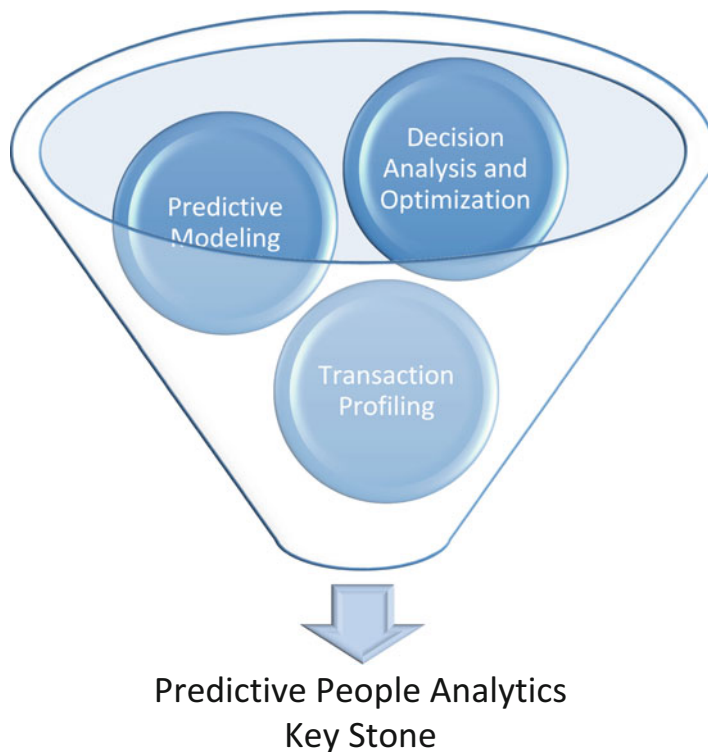 Decision
Analysis and
Optimization
Predictive
Modeling
Transaction
Profiling
Predictive People Analytics
Key Stone